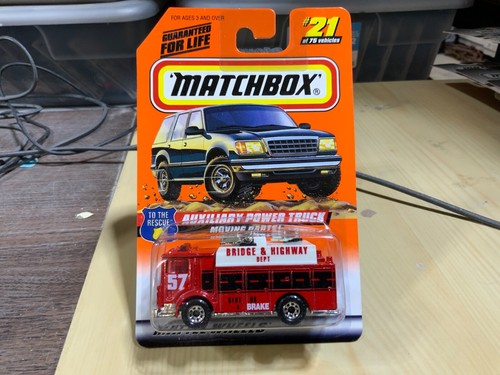 FOR AGES 3 AND OVER
GUARANTEED
FOR LIFE
#21
of 75 vehicles
MATCHBOX®
TO THE
RESCUE
AUXILIARY POWER TRUCK
MOVING PARTS!
BRIDGE & HIGHWAY
DEPT
57
BRAKE